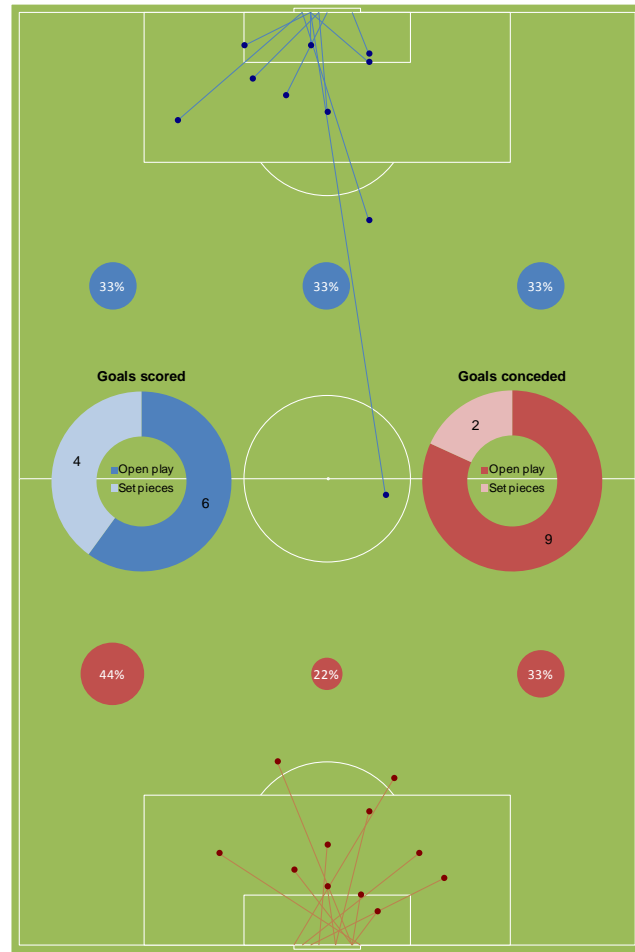 33%
33%
33%
Goals scored
Goals conceded
4
Open play
Set pieces
6
2
Open play
Set pieces
9
44%
22%
33%